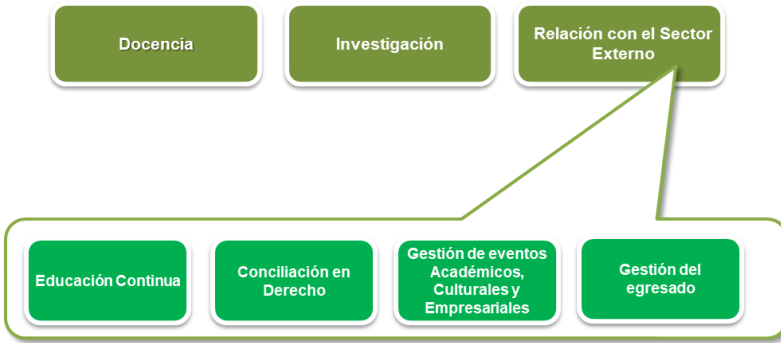 Docencia
Investigación
Relación con el Sector
Externo
Educación Continua
Conciliación en
Derecho
Gestión de eventos
Académicos,
Culturales y
Empresariales
Gestión del
egresado